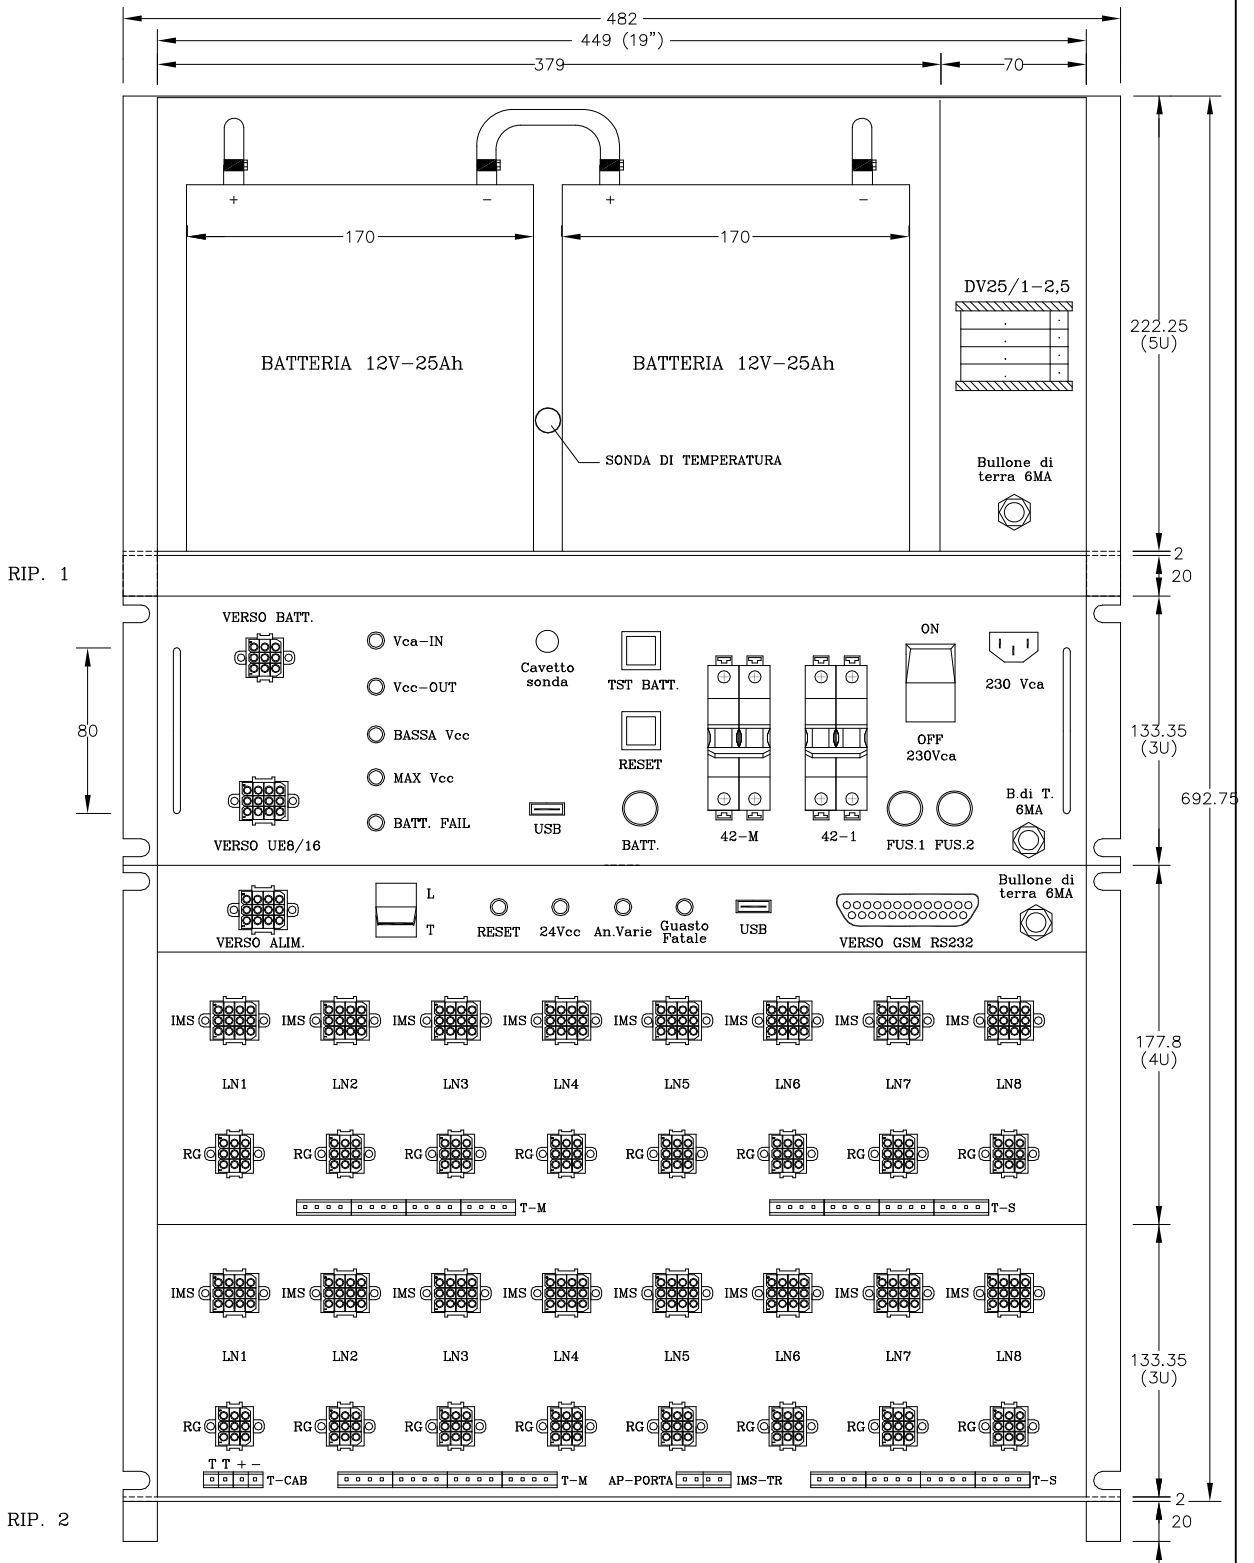 482
449 (19")
379
70
+
−
+
−
170
170
DV25/1−2,5
222.25
(5U)
BATTERIA 12V−25Ah
BATTERIA 12V−25Ah
SONDA DI TEMPERATURA
Bullone di
terra 6MA
2
RIP. 1
20
VERSO BATT.
Vca−IN
Cavetto
sonda
TST BATT.
ON
230 Vca
Vcc−OUT
80
BASSA Vcc
RESET
OFF
230Vca
133.35
(3U)
MAX Vcc
B.di T.
6MA
692.75
BATT. FAIL
USB
VERSO UE8/16
BATT.
42−M
42−1
FUS.1
FUS.2
Bullone di
terra 6MA
L
T
VERSO ALIM.
RESET
24Vcc
An.Varie
Guasto
Fatale
USB
VERSO GSM RS232
IMS
IMS
IMS
IMS
IMS
IMS
IMS
IMS
177.8
(4U)
LN1
LN2
LN3
LN4
LN5
LN6
LN7
LN8
RG
RG
RG
RG
RG
RG
RG
RG
T−M
T−S
IMS
IMS
IMS
IMS
IMS
IMS
IMS
IMS
LN1
LN2
LN3
LN4
LN5
LN6
LN7
LN8
133.35
(3U)
RG
RG
RG
RG
RG
RG
RG
RG
T T + −
T−CAB
T−M
AP−PORTA
IMS−TR
T−S
2
RIP. 2
20